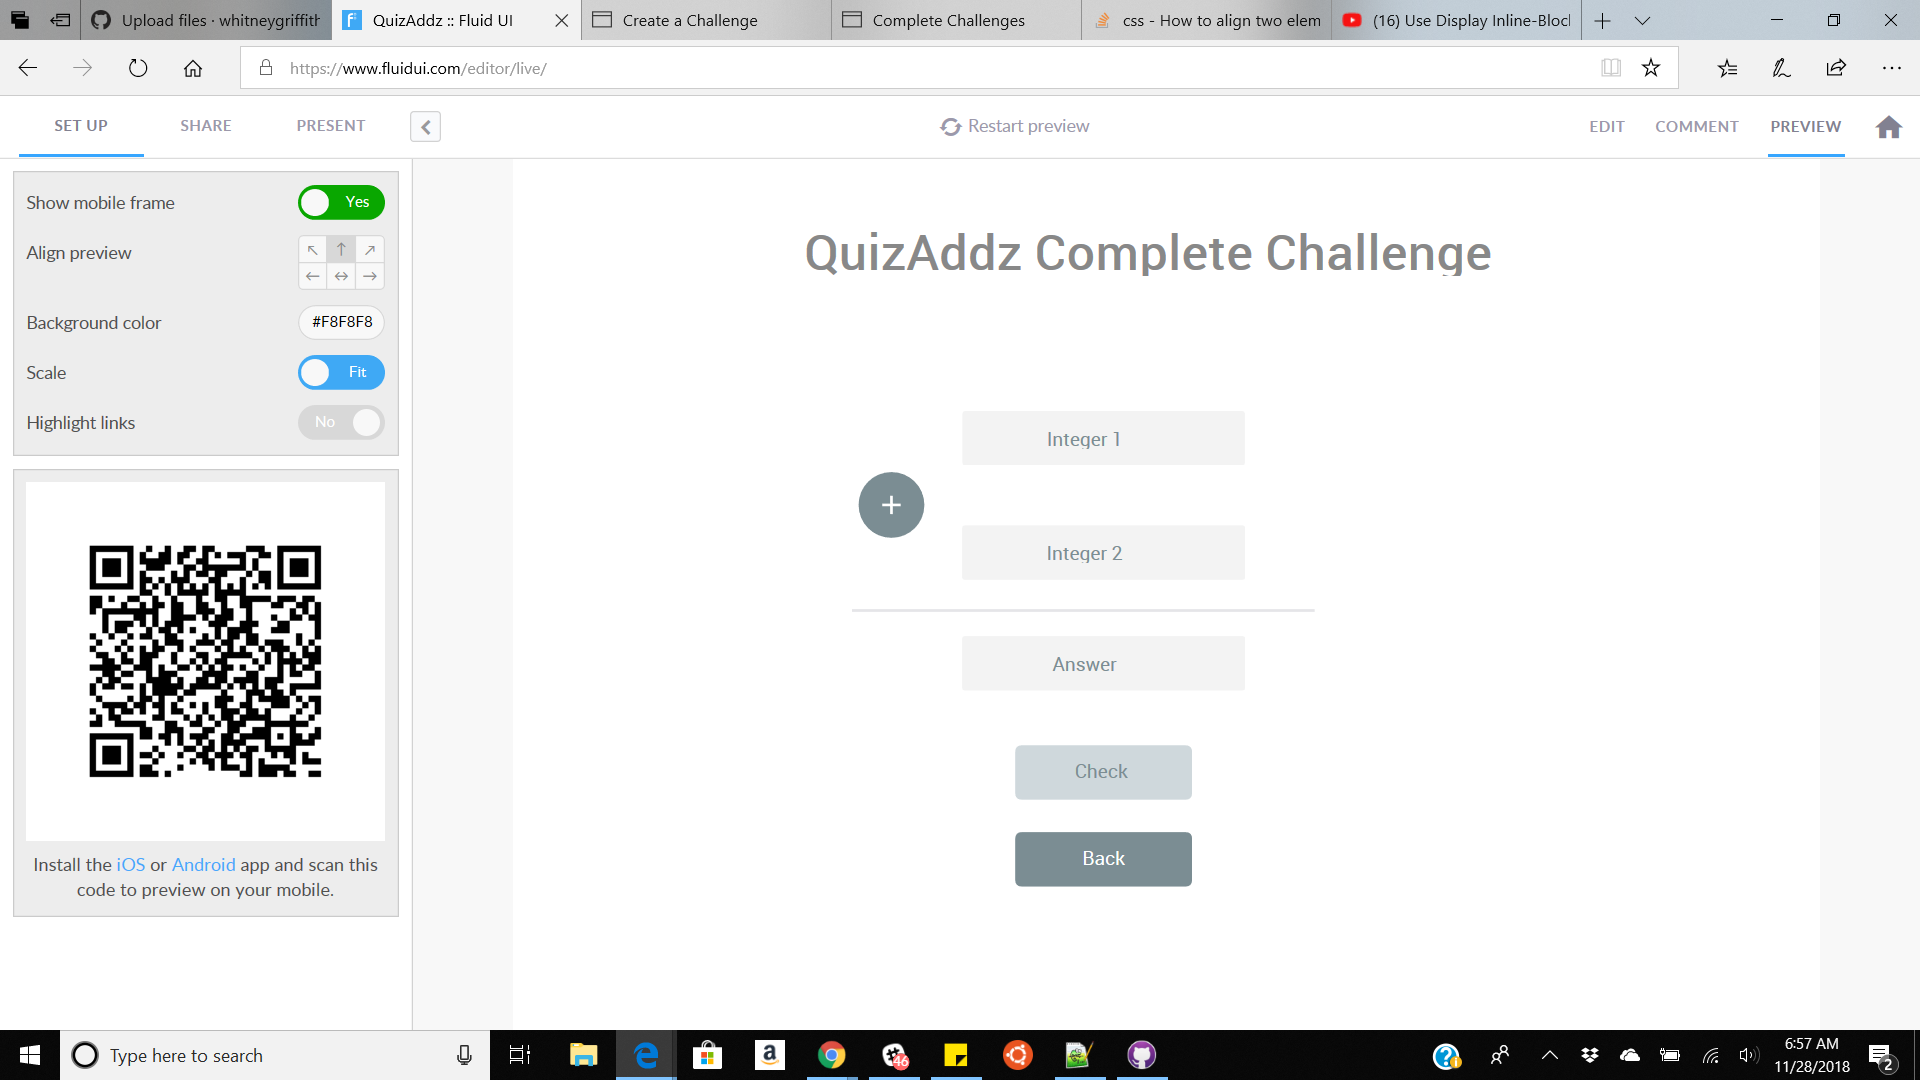 Upload files · whitneygriffith
QuizAddz :: Fluid UI
Create a Challenge
Complete Challenges
css - How to align two elem
(16) Use Display Inline-Bloc
https://www.fluidui.com/editor/live/
SET UP
SHARE
PRESENT
Restart preview
EDIT
COMMENT
PREVIEW
Show mobile frame
Yes
Align preview
Background color
#F8F8F8
Scale
Fit
Highlight links
No
Install the iOS or Android app and scan this
code to preview on your mobile.
QuizAddz Complete Challenge
Integer 1
+
Integer 2
Answer
Check
Back
Type here to search
46
6:57 AM
11/28/2018
2